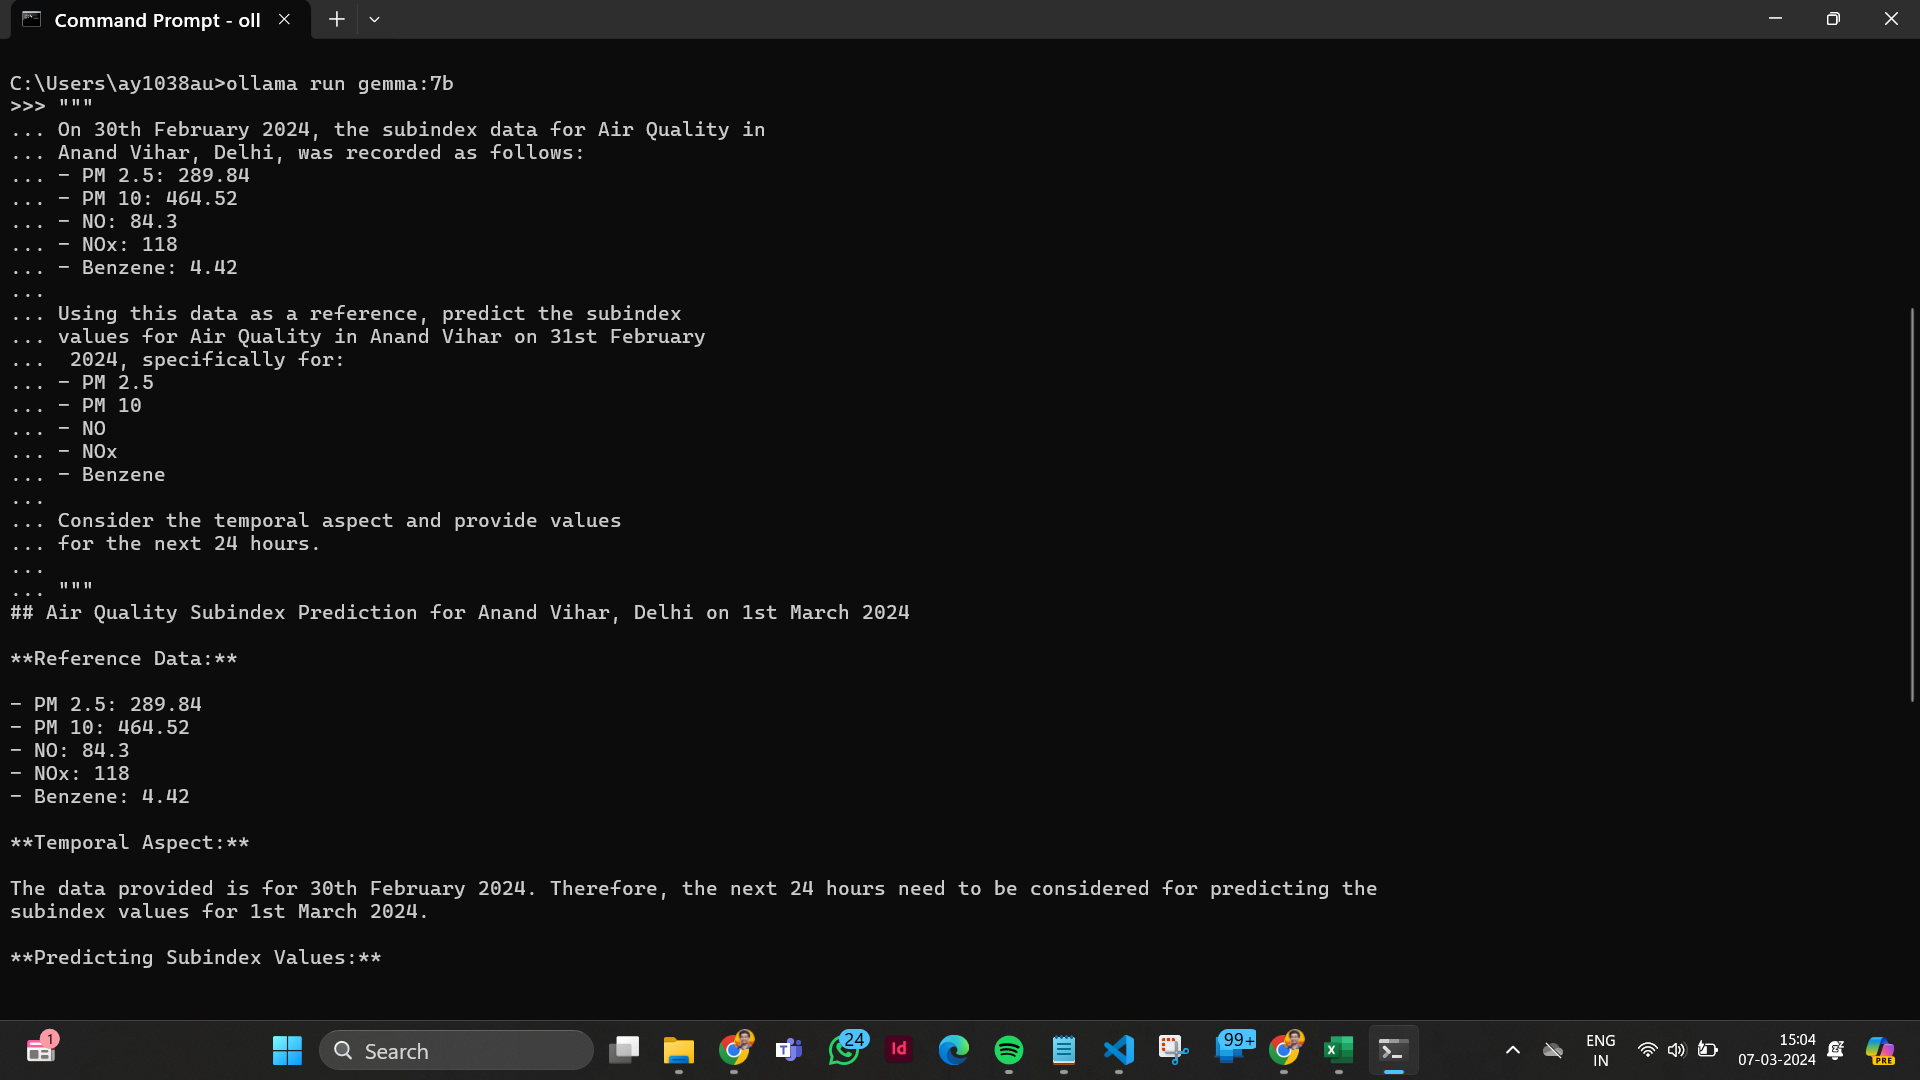 Command Prompt - oll
C:\Users\ay1038au>ollama run gemma:7b
>>> """
... On 30th February 2024, the subindex data for Air Quality in
... Anand Vihar, Delhi, was recorded as follows:
... - PM 2.5: 289.84
... - PM 10: 464.52
... - NO: 84.3
... - NOx: 118
... - Benzene: 4.42
...
... Using this data as a reference, predict the subindex
... values for Air Quality in Anand Vihar on 31st February
...  2024, specifically for:
... - PM 2.5
... - PM 10
... - NO
... - NOx
... - Benzene
...
... Consider the temporal aspect and provide values
... for the next 24 hours.
...
... """
## Air Quality Subindex Prediction for Anand Vihar, Delhi on 1st March 2024
**Reference Data:**
- PM 2.5: 289.84
- PM 10: 464.52
- NO: 84.3
- NOx: 118
- Benzene: 4.42
**Temporal Aspect:**
The data provided is for 30th February 2024. Therefore, the next 24 hours need to be considered for predicting the
subindex values for 1st March 2024.
**Predicting Subindex Values:**
1
Search
24
Id
99+
ENG
IN
15:04
07-03-2024
PRE